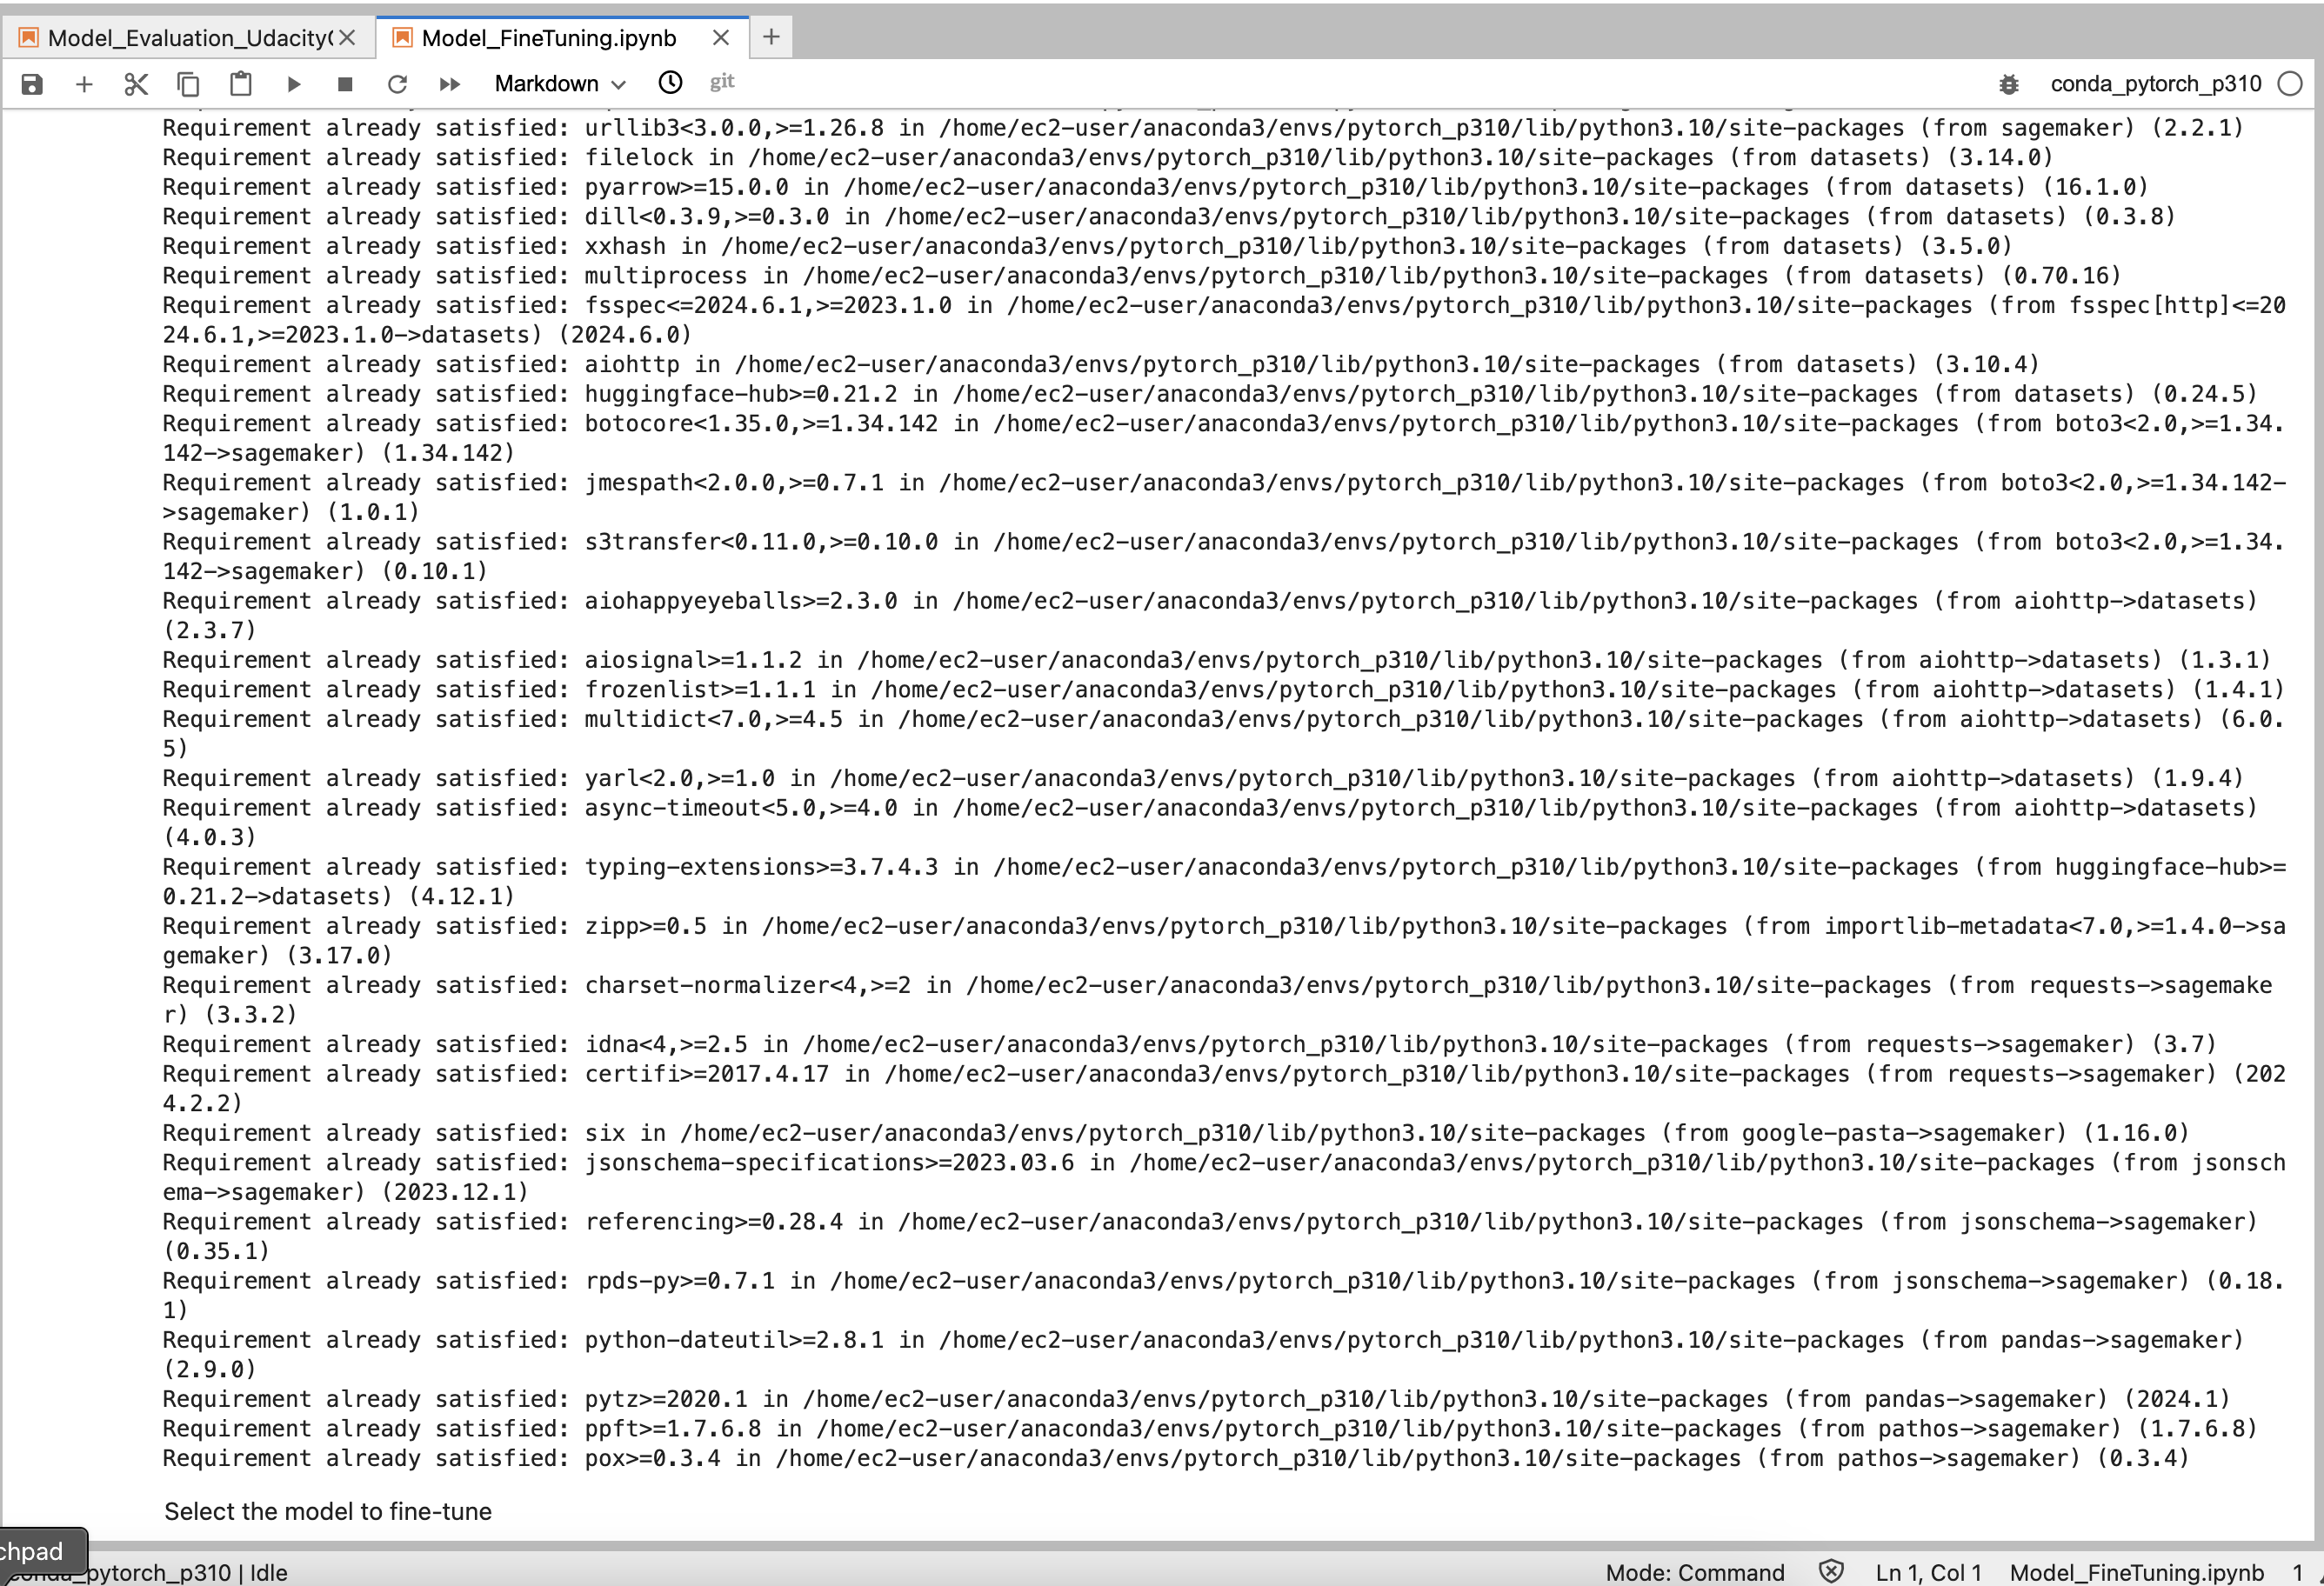 Model_Evaluation_Udacity
Model_FineTuning.ipynb
Markdown
git
conda_pytorch_p310
Requirement already satisfied: urllib3<3.0.0,>=1.26.8 in /home/ec2-user/anaconda3/envs/pytorch_p310/lib/python3.10/site-packages (from sagemaker) (2.2.1)
Requirement already satisfied: filelock in /home/ec2-user/anaconda3/envs/pytorch_p310/lib/python3.10/site-packages (from datasets) (3.14.0)
Requirement already satisfied: pyarrow>=15.0.0 in /home/ec2-user/anaconda3/envs/pytorch_p310/lib/python3.10/site-packages (from datasets) (16.1.0)
Requirement already satisfied: dill<0.3.9,>=0.3.0 in /home/ec2-user/anaconda3/envs/pytorch_p310/lib/python3.10/site-packages (from datasets) (0.3.8)
Requirement already satisfied: xxhash in /home/ec2-user/anaconda3/envs/pytorch_p310/lib/python3.10/site-packages (from datasets) (3.5.0)
Requirement already satisfied: multiprocess in /home/ec2-user/anaconda3/envs/pytorch_p310/lib/python3.10/site-packages (from datasets) (0.70.16)
Requirement already satisfied: fsspec<=2024.6.1,>=2023.1.0 in /home/ec2-user/anaconda3/envs/pytorch_p310/lib/python3.10/site-packages (from fsspec[http]<=20
24.6.1,>=2023.1.0->datasets) (2024.6.0)
Requirement already satisfied: aiohttp in /home/ec2-user/anaconda3/envs/pytorch_p310/lib/python3.10/site-packages (from datasets) (3.10.4)
Requirement already satisfied: huggingface-hub>=0.21.2 in /home/ec2-user/anaconda3/envs/pytorch_p310/lib/python3.10/site-packages (from datasets) (0.24.5)
Requirement already satisfied: botocore<1.35.0,>=1.34.142 in /home/ec2-user/anaconda3/envs/pytorch_p310/lib/python3.10/site-packages (from boto3<2.0,>=1.34.
142->sagemaker) (1.34.142)
Requirement already satisfied: jmespath<2.0.0,>=0.7.1 in /home/ec2-user/anaconda3/envs/pytorch_p310/lib/python3.10/site-packages (from boto3<2.0,>=1.34.142-
>sagemaker) (1.0.1)
Requirement already satisfied: s3transfer<0.11.0,>=0.10.0 in /home/ec2-user/anaconda3/envs/pytorch_p310/lib/python3.10/site-packages (from boto3<2.0,>=1.34.
142->sagemaker) (0.10.1)
Requirement already satisfied: aiohappyeyeballs>=2.3.0 in /home/ec2-user/anaconda3/envs/pytorch_p310/lib/python3.10/site-packages (from aiohttp->datasets)
(2.3.7)
Requirement already satisfied: aiosignal>=1.1.2 in /home/ec2-user/anaconda3/envs/pytorch_p310/lib/python3.10/site-packages (from aiohttp->datasets) (1.3.1)
Requirement already satisfied: frozenlist>=1.1.1 in /home/ec2-user/anaconda3/envs/pytorch_p310/lib/python3.10/site-packages (from aiohttp->datasets) (1.4.1)
Requirement already satisfied: multidict<7.0,>=4.5 in /home/ec2-user/anaconda3/envs/pytorch_p310/lib/python3.10/site-packages (from aiohttp->datasets) (6.0.
5)
Requirement already satisfied: yarl<2.0,>=1.0 in /home/ec2-user/anaconda3/envs/pytorch_p310/lib/python3.10/site-packages (from aiohttp->datasets) (1.9.4)
Requirement already satisfied: async-timeout<5.0,>=4.0 in /home/ec2-user/anaconda3/envs/pytorch_p310/lib/python3.10/site-packages (from aiohttp->datasets)
(4.0.3)
Requirement already satisfied: typing-extensions>=3.7.4.3 in /home/ec2-user/anaconda3/envs/pytorch_p310/lib/python3.10/site-packages (from huggingface-hub>=
0.21.2->datasets) (4.12.1)
Requirement already satisfied: zipp>=0.5 in /home/ec2-user/anaconda3/envs/pytorch_p310/lib/python3.10/site-packages (from importlib-metadata<7.0,>=1.4.0->sa
gemaker) (3.17.0)
Requirement already satisfied: charset-normalizer<4,>=2 in /home/ec2-user/anaconda3/envs/pytorch_p310/lib/python3.10/site-packages (from requests->sagemake
r) (3.3.2)
Requirement already satisfied: idna<4,>=2.5 in /home/ec2-user/anaconda3/envs/pytorch_p310/lib/python3.10/site-packages (from requests->sagemaker) (3.7)
Requirement already satisfied: certifi>=2017.4.17 in /home/ec2-user/anaconda3/envs/pytorch_p310/lib/python3.10/site-packages (from requests->sagemaker) (202
4.2.2)
Requirement already satisfied: six in /home/ec2-user/anaconda3/envs/pytorch_p310/lib/python3.10/site-packages (from google-pasta->sagemaker) (1.16.0)
Requirement already satisfied: jsonschema-specifications>=2023.03.6 in /home/ec2-user/anaconda3/envs/pytorch_p310/lib/python3.10/site-packages (from jsonsch
ema->sagemaker) (2023.12.1)
Requirement already satisfied: referencing>=0.28.4 in /home/ec2-user/anaconda3/envs/pytorch_p310/lib/python3.10/site-packages (from jsonschema->sagemaker)
(0.35.1)
Requirement already satisfied: rpds-py>=0.7.1 in /home/ec2-user/anaconda3/envs/pytorch_p310/lib/python3.10/site-packages (from jsonschema->sagemaker) (0.18.
1)
Requirement already satisfied: python-dateutil>=2.8.1 in /home/ec2-user/anaconda3/envs/pytorch_p310/lib/python3.10/site-packages (from pandas->sagemaker)
(2.9.0)
Requirement already satisfied: pytz>=2020.1 in /home/ec2-user/anaconda3/envs/pytorch_p310/lib/python3.10/site-packages (from pandas->sagemaker) (2024.1)
Requirement already satisfied: ppft>=1.7.6.8 in /home/ec2-user/anaconda3/envs/pytorch_p310/lib/python3.10/site-packages (from pathos->sagemaker) (1.7.6.8)
Requirement already satisfied: pox>=0.3.4 in /home/ec2-user/anaconda3/envs/pytorch_p310/lib/python3.10/site-packages (from pathos->sagemaker) (0.3.4)
Select the model to fine-tune
chpad
conda_pytorch_p310 | Idle
Mode: Command
Ln 1, Col 1
Model_FineTuning.ipynb
1